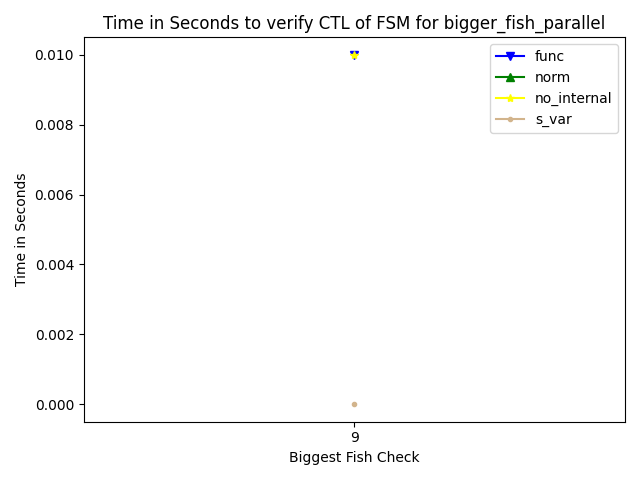 Time in Seconds to verify CTL of FSM for bigger_fish_parallel
func
norm
no_internal
s_var
0.010
0.008
0.006
0.004
0.002
0.000
Time in Seconds
9
Biggest Fish Check